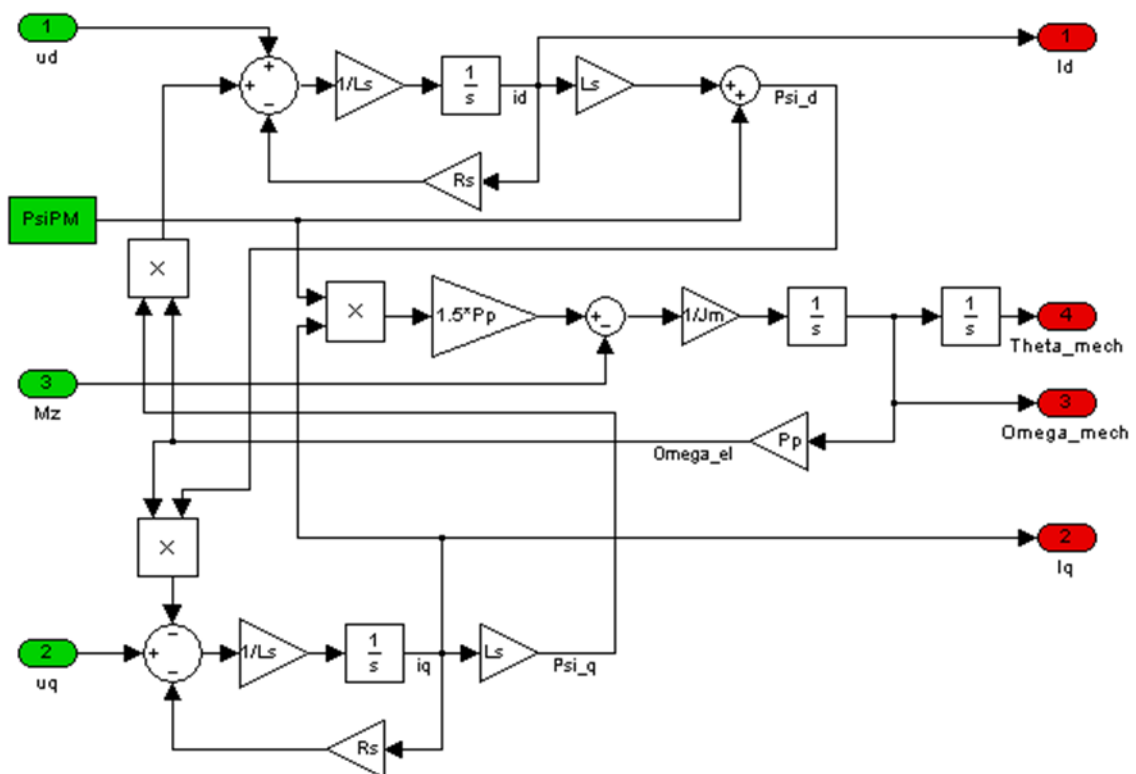 1
ud
+
+
−
1/Ls
1
s
id
Ls
+
+
Psi_d
1
Id
Rs
PsiPM
×
×
1.5*Pp
+
−
1/Jm
1
s
1
s
4
Theta_mech
3
Mz
3
Omega_mech
Omega_el
Pp
×
2
Iq
2
uq
−
+
−
1/Ls
1
s
iq
Ls
Psi_q
Rs